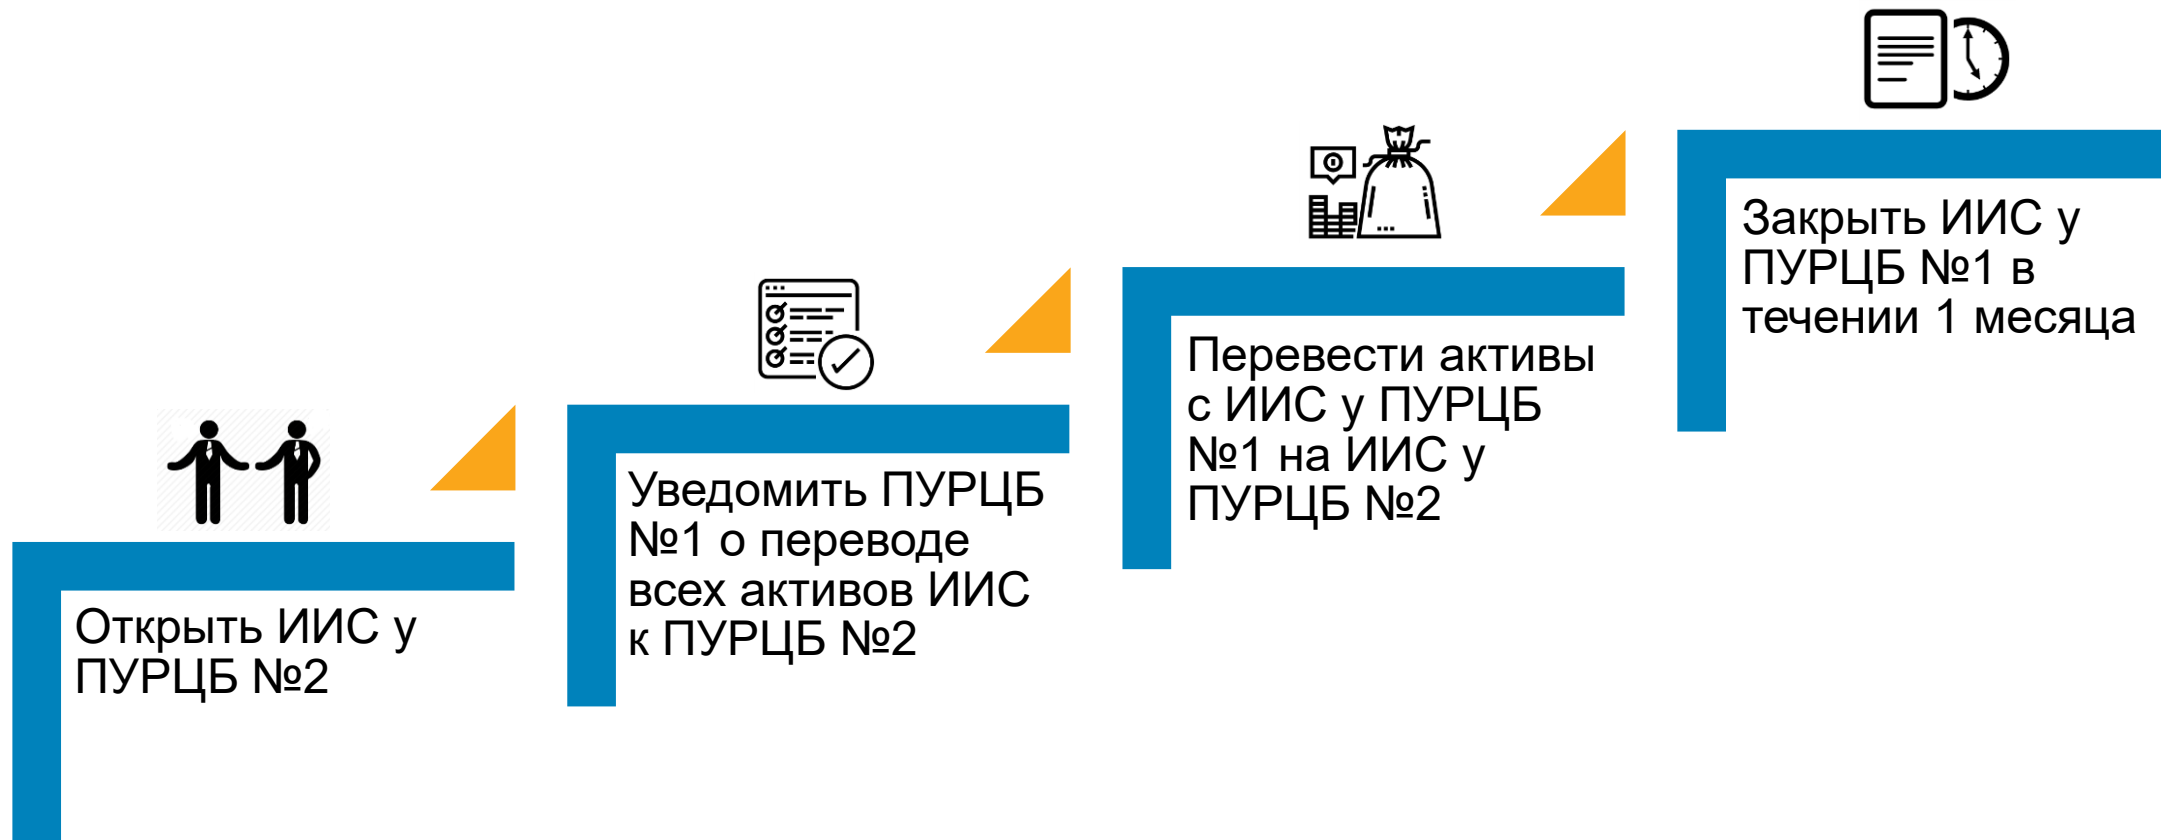 Открыть ИИС у
ПУРЦБ №2
Уведомить ПУРЦБ
№1 о переводе
всех активов ИИС
к ПУРЦБ №2
Перевести активы
с ИИС у ПУРЦБ
№1 на ИИС у
ПУРЦБ №2
Закрыть ИИС у
ПУРЦБ №1 в
течении 1 месяца